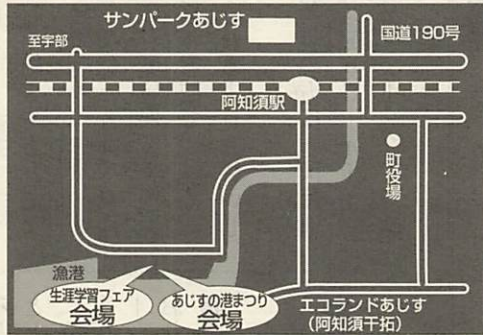 サンパークあじす
国道190号
至宇部
阿知須駅
町役場
漁港
生涯学習フェア
会場
あじすの港まつり
会場
エコランドあじす
(阿知須干拓)